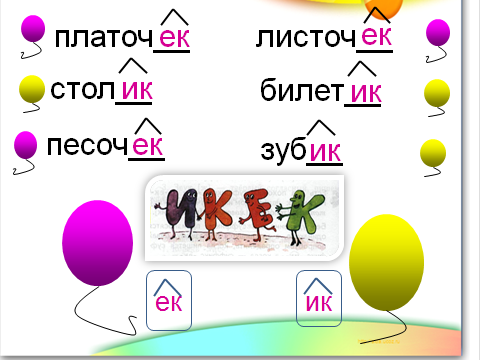 платочек листочек
столик билетик
песочек зубик
ИКЕК
ек ик